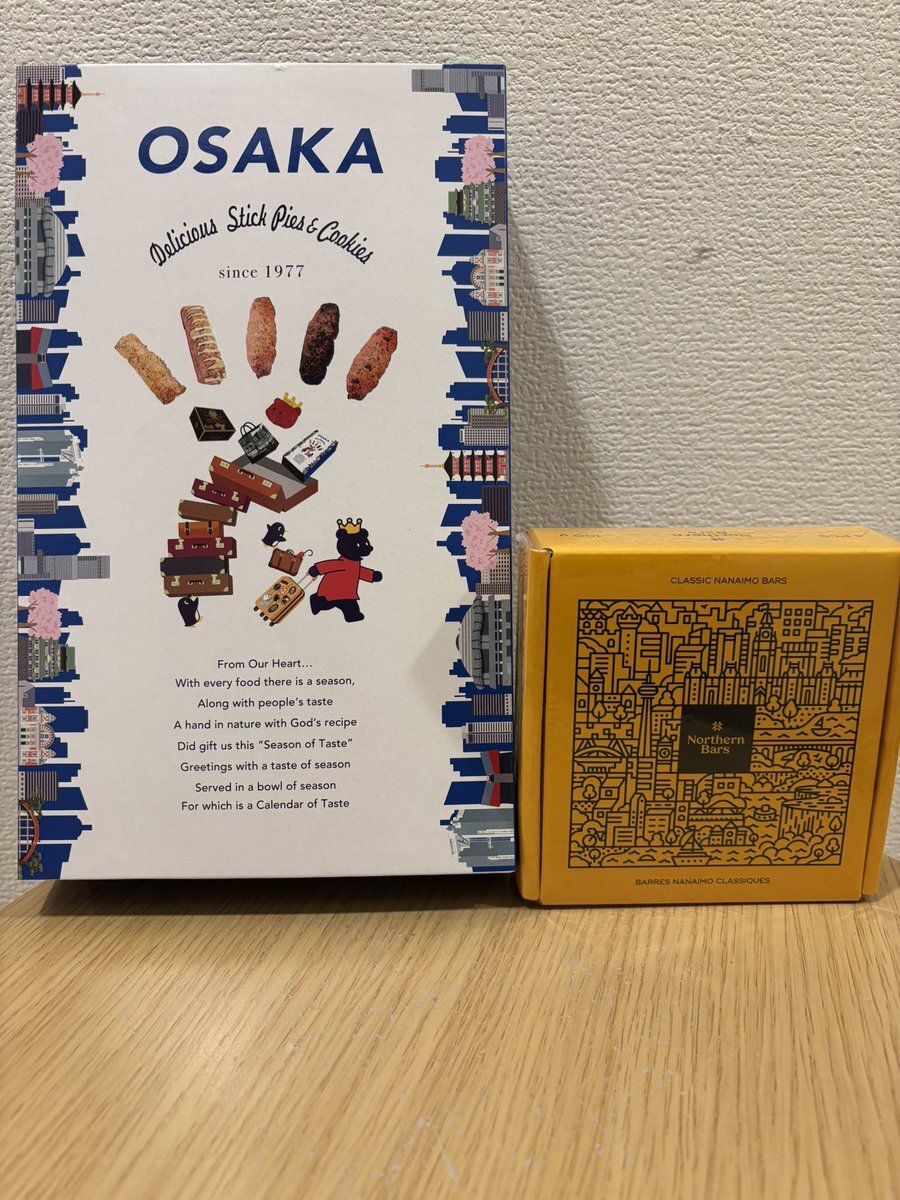 OSAKA
Delicious Stick Pies & Cookies
since 1977
From Our Heart...
With every food there is a season,
Along with people's taste
A hand in nature with God's recipe
Did gift us this "Season of Taste"
Greetings with a taste of season
Served in a bowl of season
For which is a Calendar of Taste
CLASSIC NANAIMO BARS
Northern
Bars
BARRES NANAIMO CLASSIQUES